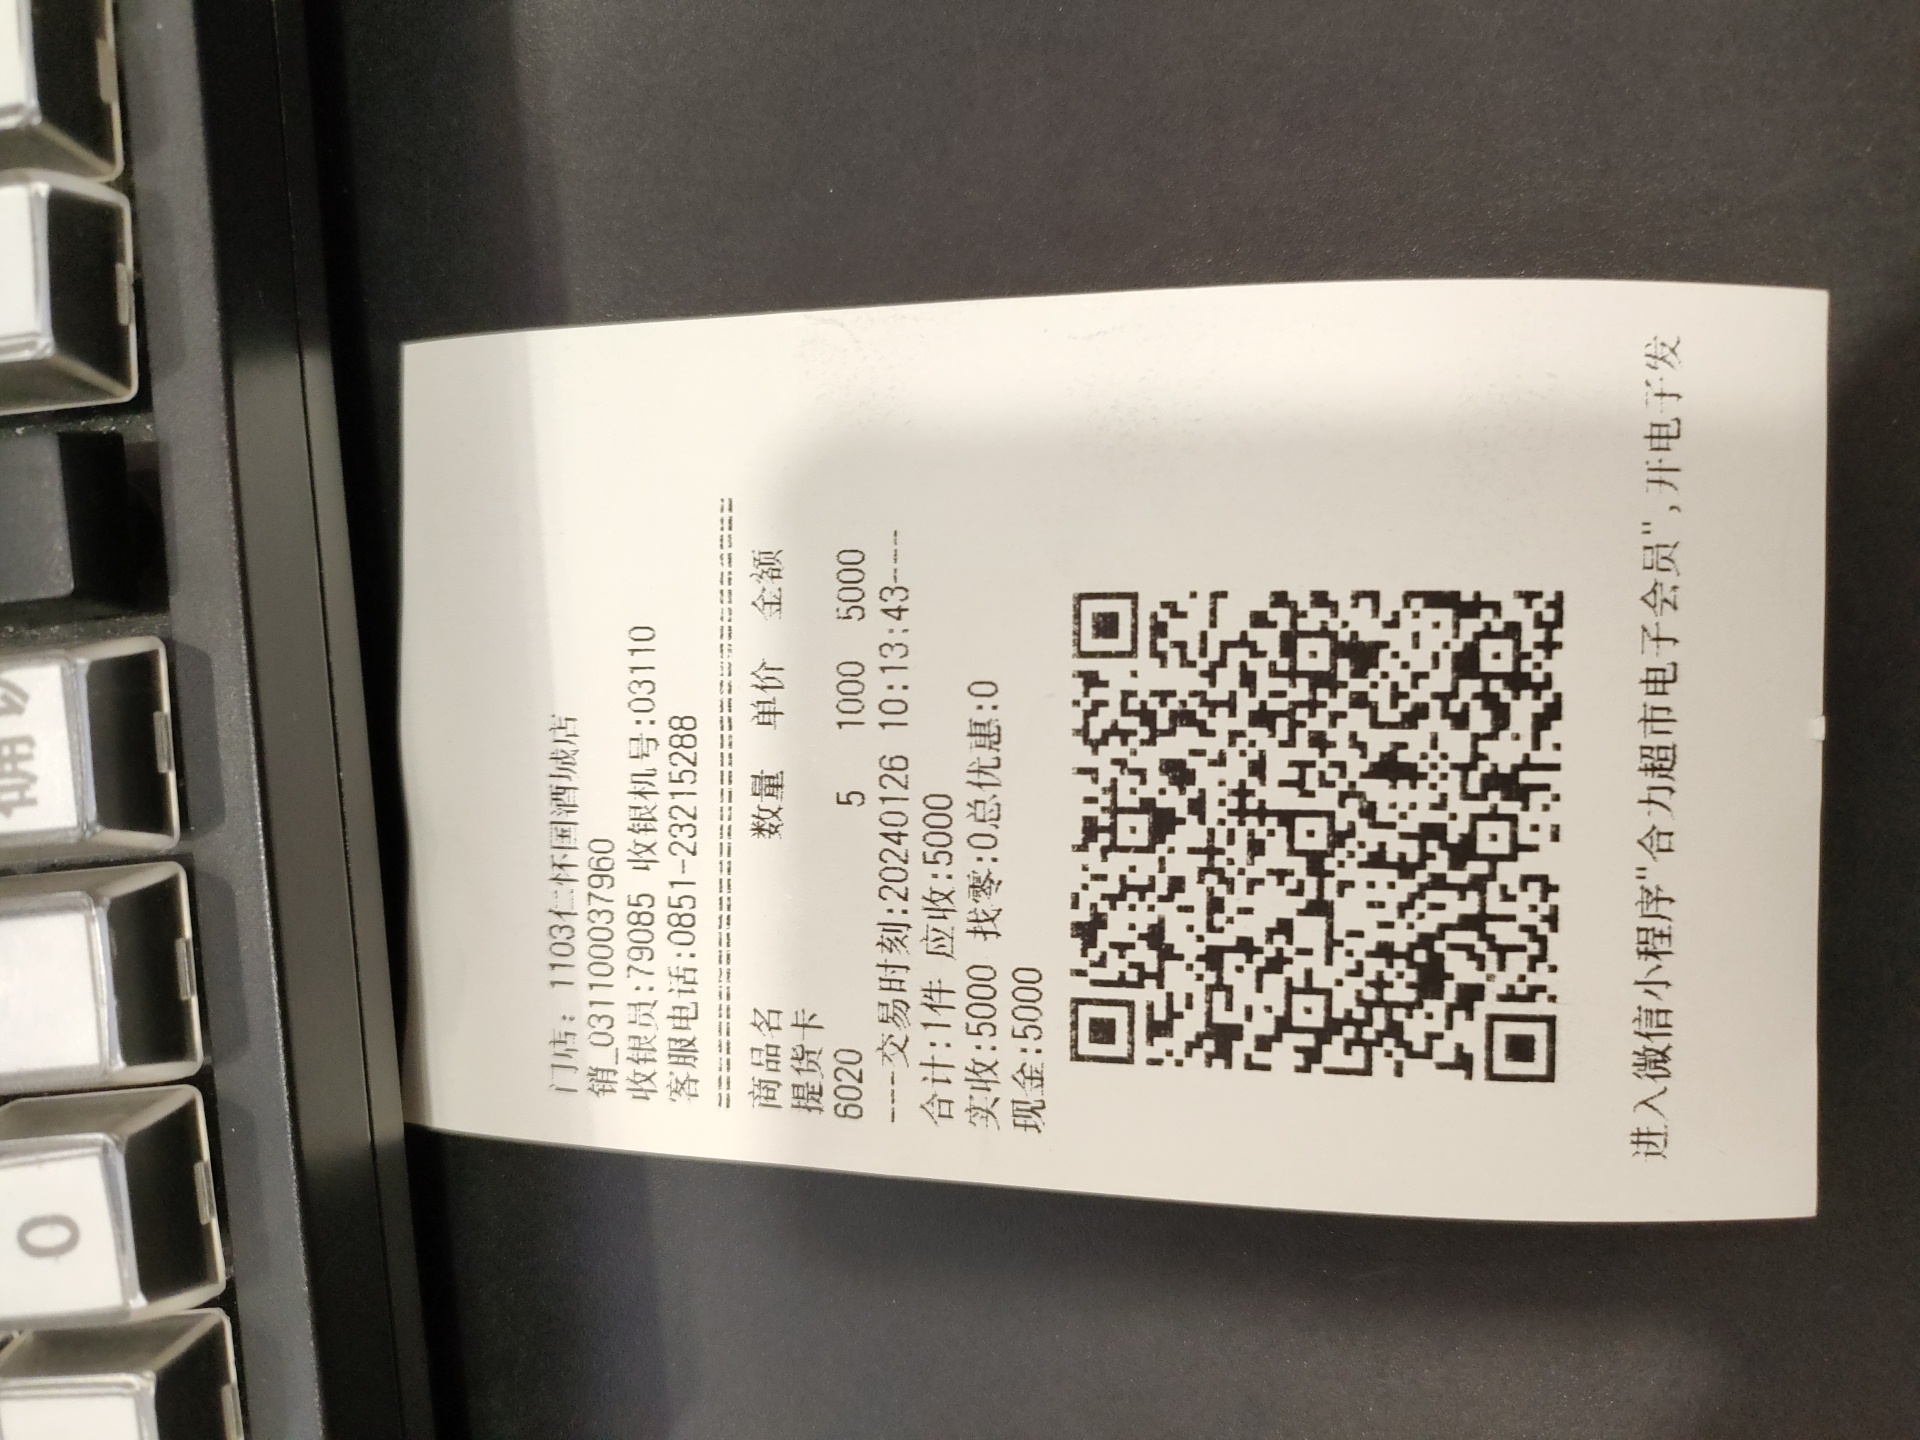 门店: 1103仁怀国酒城店
销_031100037960
收银员:79085 收银机号:03110
客服电话:0851-23215288
商品名 数量 单价 金额
提货卡
6020 5 1000 5000
----交易时刻:20240126 10:13:43----
合计:1件 应收:5000
实收:5000 找零:0总优惠:0
现金:5000
进入微信小程序"合力超市电子会员",开电子发
0